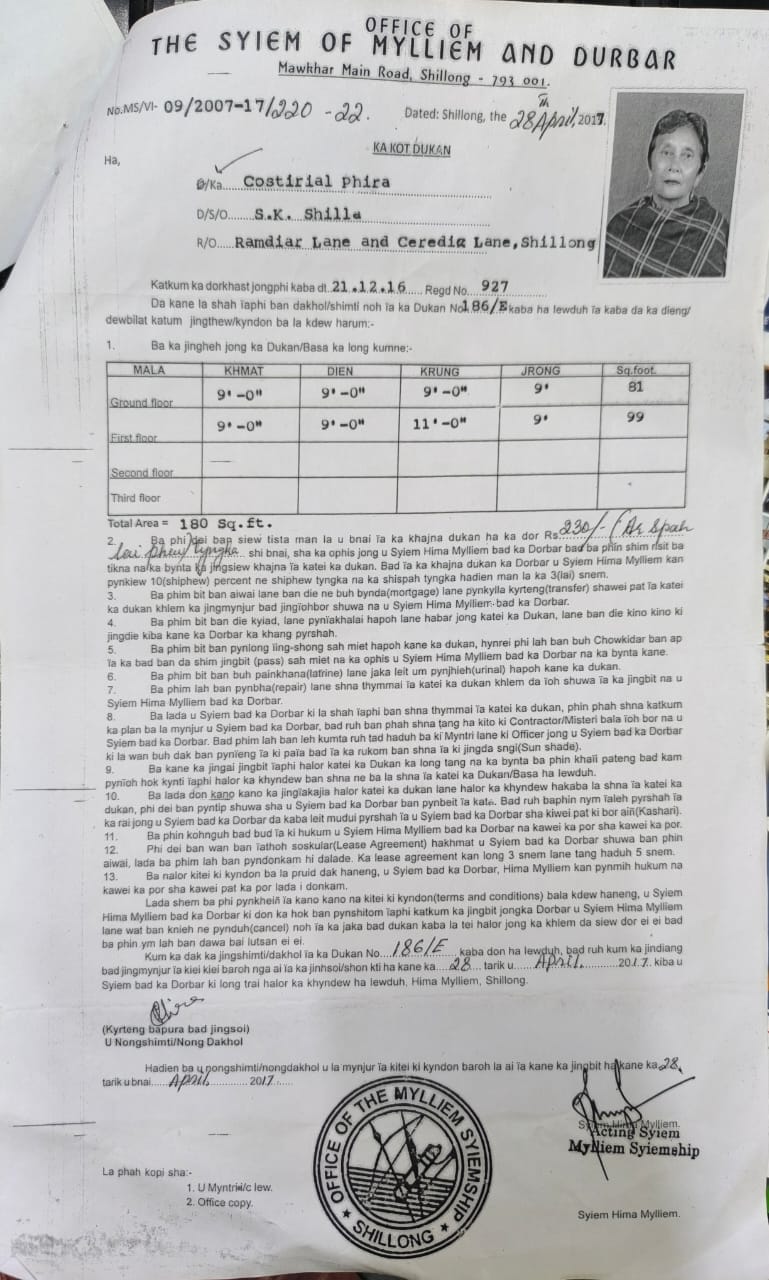 OFFICE OF
THE SYIEM OF MYLLIEM AND DURBAR
Mawkhar Main Road, Shillong - 793 001.
No.MS/VI- 09/2007-17/220 -22. Dated: Shillong, the 28th April, 2017.
KA KOT DUKAN
Ha,
U/Ka.... Costirial Phira
D/S/O....... S.K. Shilla
R/O..... Ramdiar Lane and Ceredia Lane, Shillong
Katkum ka dorkhast jongphi kaba dt. 21.12.16..... Regd No... 927
Da kane la shah ïaphi ban dakhol/shimti noh ïa ka Dukan No. 186/E kaba ha lewduh ïa kaba da ka dieng/
dewbilat katum jingthew/kyndon ba la kdew harum:-
1. Ba ka jingheh jong ka Dukan/Basa ka long kumne:-
MALA KHMAT DIEN KRUNG JRONG Sq.foot.
Ground floor 9'-0" 9'-0" 9'-0" 9' 81
First floor 9'-0" 9'-0" 11'-0" 9' 99
Second floor
Third floor
Total Area = 180 Sq.ft.
2. Ba phi dei ban siew tista man la u bnai ïa ka khajna dukan ha ka dor Rs. 230/- (Ar Spah
lai phew tyngka shi bnai, sha ka ophis jong u Syiem Hima Mylliem bad ka Dorbar bad ba phin shim risit ba
tikna na ka bynta ka jingsiew khajna ïa katei ka dukan. Bad ïa ka khajna dukan ka Dorbar u Syiem Hima Mylliem kan
pynkiew 10(shiphew) percent ne shiphew tyngka na ka shispah tyngka hadien man la ka 3(lai) snem.
3. Ba phim bit ban aiwai lane ban die ne buh bynda(mortgage) lane pynkylla kyrteng(transfer) shawei pat ïa katei
ka dukan khlem ka jingmynjur bad jingïohbor shuwa na u Syiem Hima Mylliem bad ka Dorbar.
4. Ba phim bit ban die kyiad, lane pynïakhalai hapoh lane habar jong katei ka Dukan, lane ban die kino kino ki
jingdie kiba kane ka Dorbar ka khang pyrshah.
5. Ba phim bit ban pynlong ïing-shong sah miet hapoh kane ka dukan, hynrei phi lah ban buh Chowkidar ban ap
ïa ka bad ban da shim jingbit (pass) sah miet na ka ophis u Syiem Hima Mylliem bad ka Dorbar na ka bynta kane.
6. Ba phim bit ban buh painkhana(latrine) lane jaka leit um pynjhieh(urinal) hapoh kane ka dukan.
7. Ba phim lah ban pynbha(repair) lane shna thymmai ïa katei ka dukan khlem da ïoh shuwa ïa ka jingbit na u
Syiem Hima Mylliem bad ka Dorbar.
8. Ba lada u Syiem bad ka Dorbar ki la shah ïaphi ban shna thymmai ïa katei ka dukan, phin phah shna katkum
ka plan ba la mynjur u Syiem bad ka Dorbar, bad ruh ban phah shna tang ha kito ki Contractor/Misteri bala ïoh bor na u
Syiem bad ka Dorbar. Bad phim lah ban leh kumta ruh tad haduh ba ki Myntri lane ki Officer jong u Syiem bad ka Dorbar
ki la wan buh dak ban pynïeng ïa ki païa bad ïa ka rukom ban shna ïa ki jingda sngi(Sun shade).
9. Ba kane ka jingai jingbit ïaphi halor katei ka Dukan ka long tang na ka bynta ba phin khaii pateng bad kam
pynïoh hok kynti ïaphi halor ka khyndew ban shna ne ba la shna ïa katei ka Dukan/Basa ha lewduh.
10. Ba lada don kano kano ka jingïakajia halor katei ka dukan lane halor ka khyndew hakaba la shna ïa katei ka
dukan, phi dei ban pyntip shuwa sha u Syiem bad ka Dorbar ban pynbeit ïa kata. Bad ruh baphin nym ïaleh pyrshah ïa
ka rai jong u Syiem bad ka Dorbar da kaba leit mudui pyrshah ïa u Syiem bad ka Dorbar sha kiwei pat ki bor aiñ(Kashari).
11. Ba phin kohnguh bad bud ïa ki hukum u Syiem Hima Mylliem bad ka Dorbar na kawei ka por sha kawei ka por.
12. Phi dei ban wan ban ïathoh soskular(Lease Agreement) hakhmat u Syiem bad ka Dorbar shuwa ban phin
aiwai, lada ba phim lah ban pyndonkam hi dalade. Ka lease agreement kan long 3 snem lane tang haduh 5 snem.
13. Ba nalor kitei ki kyndon ba la pruid dak haneng, u Syiem bad ka Dorbar, Hima Mylliem kan pynmih hukum na
kawei ka por sha kawei pat ka por lada i donkam.
Lada shem ba phi pynkheiñ ïa kano kano na kitei ki kyndon(terms and conditions) bala kdew haneng, u Syiem
Hima Mylliem bad ka Dorbar ki don ka hok ban pynshitom ïaphi katkum ka jingbit jongka Dorbar u Syiem Hima Mylliem
lane wat ban knieh ne pynduh(cancel) noh ïa ka jaka bad dukan kaba la tei halor jong ka khlem da siew dor ei ei bad
ba phin ym lah ban dawa bai lutsan ei ei.
Kum ka dak ka jingshimti/dakhol ïa ka Dukan No. 186/E kaba don ha lewduh, bad ruh kum ka jindiang
bad jingmynjur ïa kiei kiei baroh nga ai ïa ka jinhsoi/shon kti ha kane ka 28 tarik u April. 2017. kiba u
Syiem bad ka Dorbar ki long trai halor ka khyndew ha lewduh, Hima Mylliem, Shillong.
(Kyrteng bapura bad jingsoi)
U Nongshimti/Nong Dakhol
Hadien ba u nongshimti/nongdakhol u la mynjur ïa kitei ki kyndon baroh la ai ïa kane ka jingbit ha kane ka 28,
tarik u bnai..... April, 2017......
Syiem Hima Mylliem.
Acting Syiem
Mylliem Syiemship
OFFICE OF THE MYLLIEM SYIEMSHIP
★ SHILLONG ★
La phah kopi sha:-
1. U Myntri i/c lew.
2. Office copy.
Syiem Hima Mylliem.